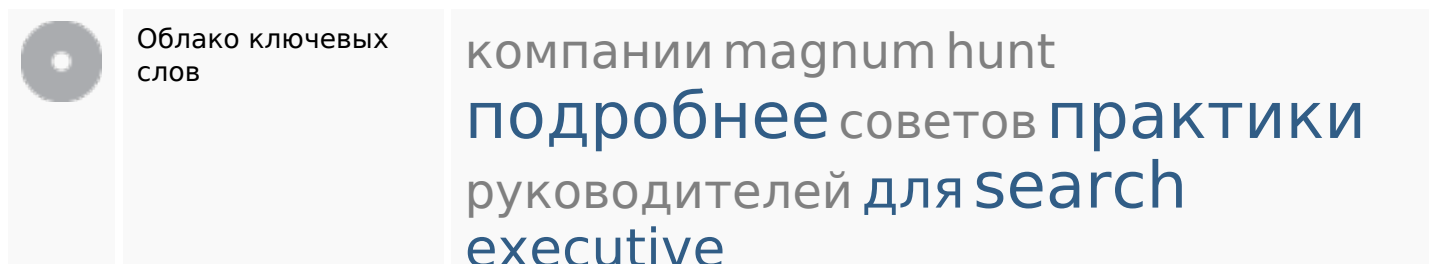 Облако ключевых
слов
компании magnum hunt
подробнее советов практики
руководителей для search
executive